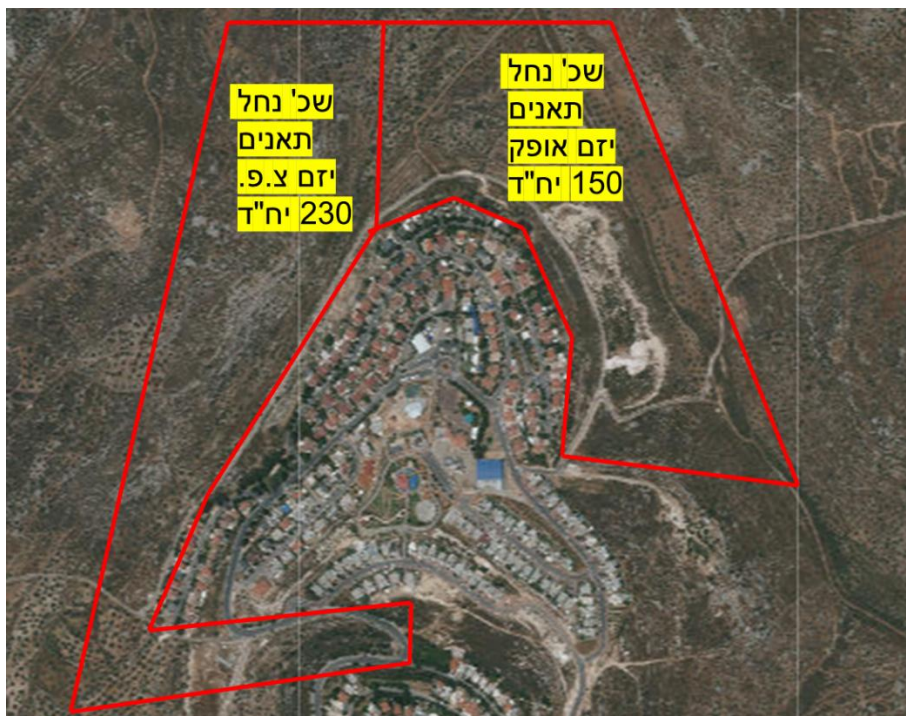 שכ' נחל
תאנים
יזם אופק
150 יח"ד
שכ' נחל
תאנים
יזם צ.פ.
230 יח"ד